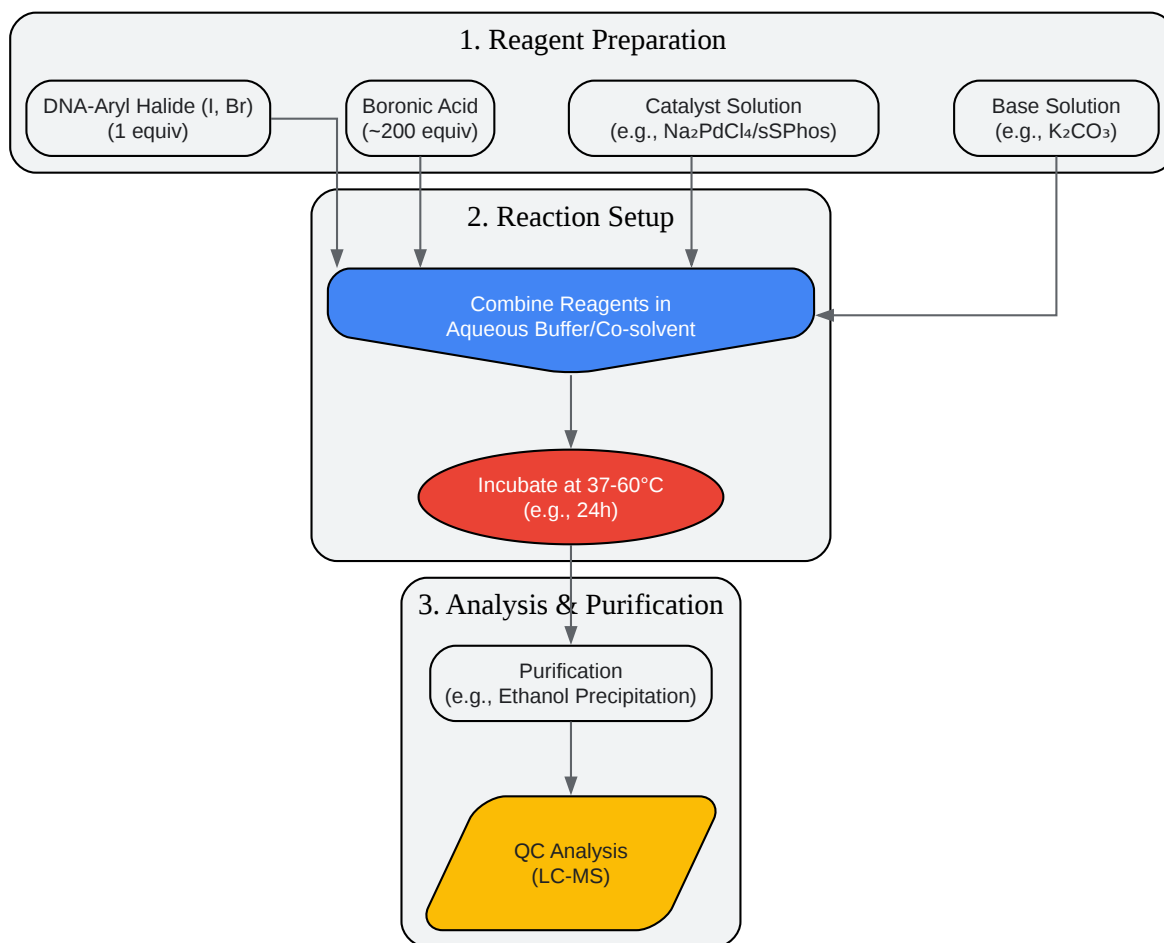 1. Reagent Preparation
DNA-Aryl Halide (I, Br)
(1 equiv)
Boronic Acid
(~200 equiv)
Catalyst Solution
(e.g., Na₂PdCl₄/sSPhos)
Base Solution
(e.g., K₂CO₃)
2. Reaction Setup
Combine Reagents in
Aqueous Buffer/Co-solvent
Incubate at 37-60°C
(e.g., 24h)
3. Analysis & Purification
Purification
(e.g., Ethanol Precipitation)
QC Analysis
(LC-MS)